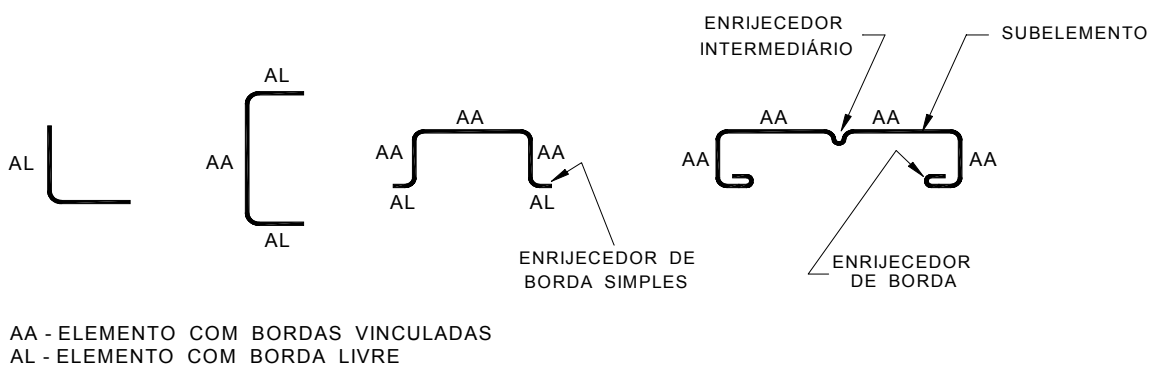 ENRIJECEDOR
INTERMEDIÁRIO
SUBELEMENTO
AL
AL
AA
AL
AA
AA
AA
AL
AL
ENRIJECEDOR DE
BORDA SIMPLES
AA
AA
AA
AA
ENRIJECEDOR
DE BORDA
AA - ELEMENTO COM BORDAS VINCULADAS
AL - ELEMENTO COM BORDA LIVRE